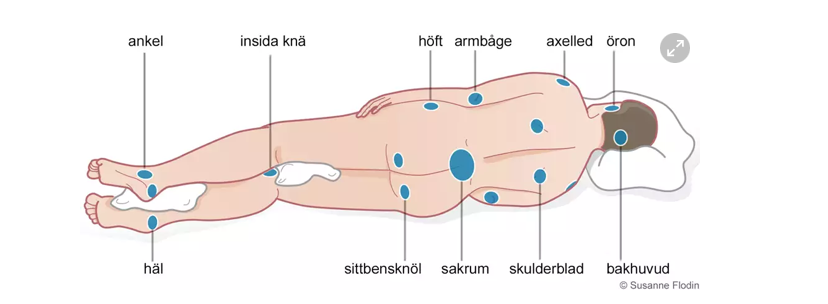 ankel
insida knä
höft
armbåge
axelled
öron
häl
sittbensknöl
sakrum
skulderblad
bakhuvud
© Susanne Flodin